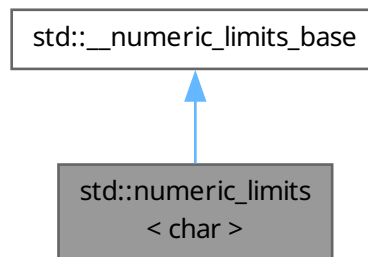 std::__numeric_limits_base
std::numeric_limits
< char >